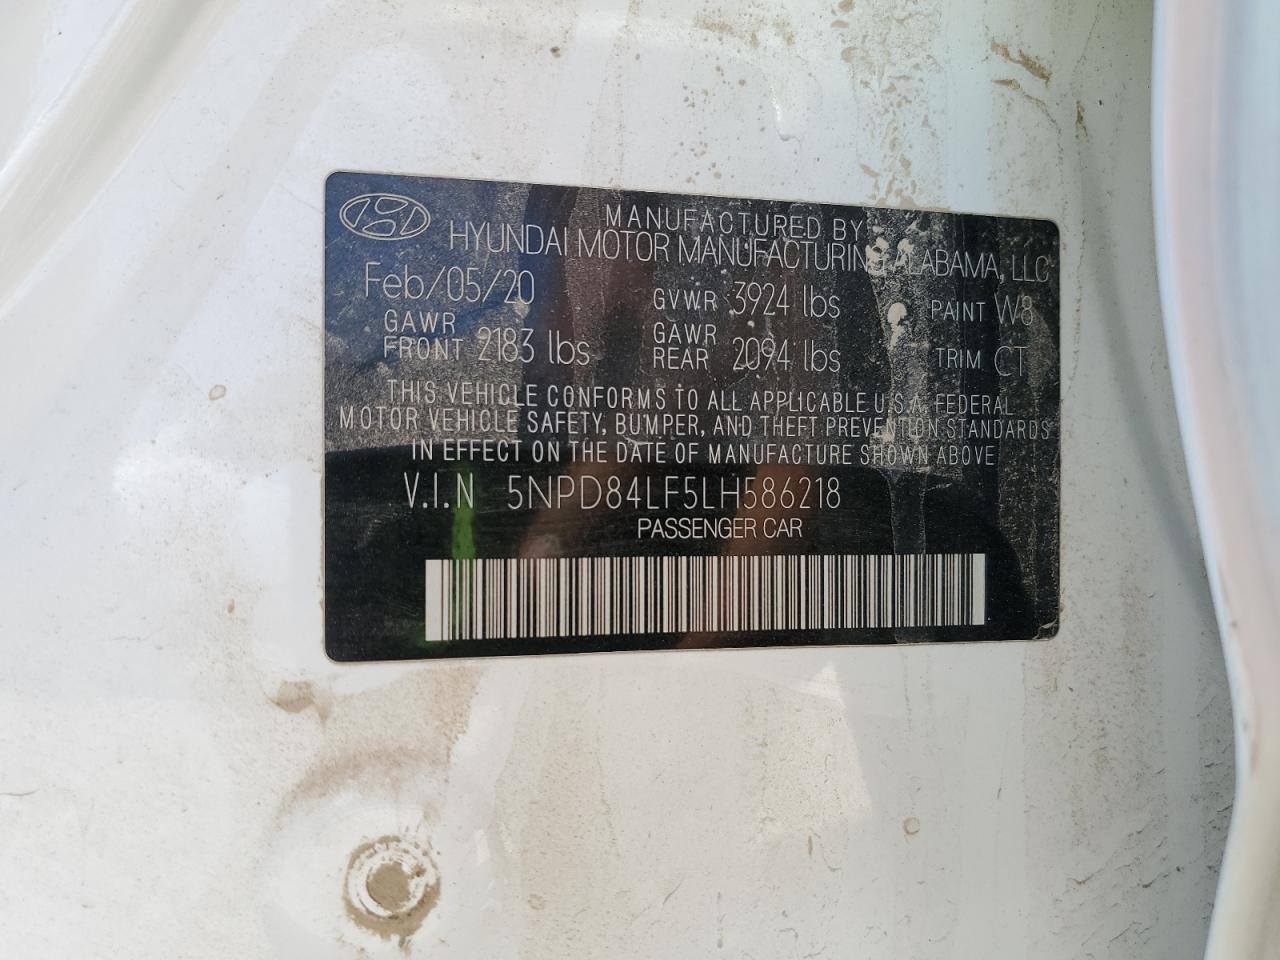 MANUFACTURED BY
HYUNDAI MOTOR MANUFACTURING ALABAMA, LLC
Feb/05/20 GVWR 3924 lbs PAINT W8
GAWR FRONT 2183 lbs GAWR REAR 2094 lbs TRIM CT
THIS VEHICLE CONFORMS TO ALL APPLICABLE U.S.A. FEDERAL
MOTOR VEHICLE SAFETY, BUMPER, AND THEFT PREVENTION STANDARDS
IN EFFECT ON THE DATE OF MANUFACTURE SHOWN ABOVE
V.I.N 5NPD84LF5LH586218
PASSENGER CAR